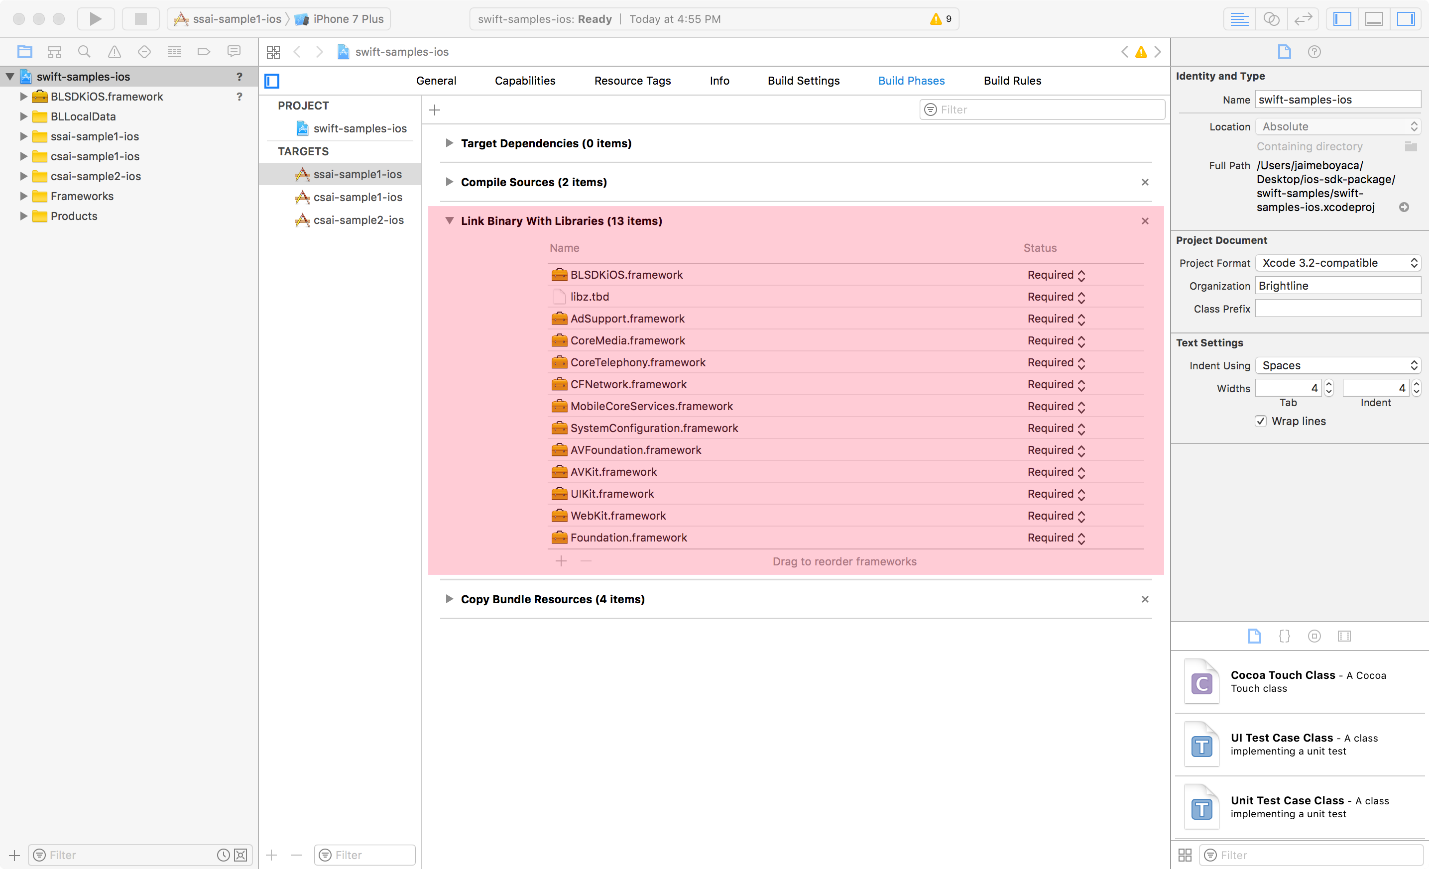 ssai-sample1-ios
iPhone 7 Plus
swift-samples-ios: Ready | Today at 4:55 PM
9
swift-samples-ios
?
BLSDKiOS.framework
?
BLLocalData
ssai-sample1-ios
csai-sample1-ios
csai-sample2-ios
Frameworks
Products
Filter
swift-samples-ios
General
Capabilities
Resource Tags
Info
Build Settings
Build Phases
Build Rules
PROJECT
swift-samples-ios
TARGETS
ssai-sample1-ios
csai-sample1-ios
csai-sample2-ios
Filter
Filter
Target Dependencies (0 items)
Compile Sources (2 items)
Link Binary With Libraries (13 items)
Name Status
BLSDKiOS.framework Required
libz.tbd Required
AdSupport.framework Required
CoreMedia.framework Required
CoreTelephony.framework Required
CFNetwork.framework Required
MobileCoreServices.framework Required
SystemConfiguration.framework Required
AVFoundation.framework Required
AVKit.framework Required
UIKit.framework Required
WebKit.framework Required
Foundation.framework Required
Drag to reorder frameworks
Copy Bundle Resources (4 items)
Identity and Type
Name swift-samples-ios
Location Absolute
Containing directory
Full Path /Users/jaimeboyaca/
Desktop/ios-sdk-package/
swift-samples/swift-
samples-ios.xcodeproj
Project Document
Project Format Xcode 3.2-compatible
Organization Brightline
Class Prefix
Text Settings
Indent Using Spaces
Widths 4 4
Tab Indent
Wrap lines
{}
C
Cocoa Touch Class - A Cocoa
Touch class
T
UI Test Case Class - A class
implementing a unit test
T
Unit Test Case Class - A class
implementing a unit test
Filter